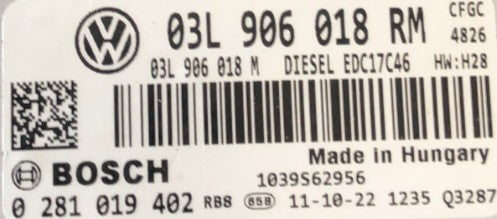 03L 906 018 RM CFGC
4826
03L 906 018 M DIESEL EDC17C46 HW:H28
Made in Hungary
BOSCH 1039S62956
0 281 019 402 RB8 658 11-10-22 1235 Q3287